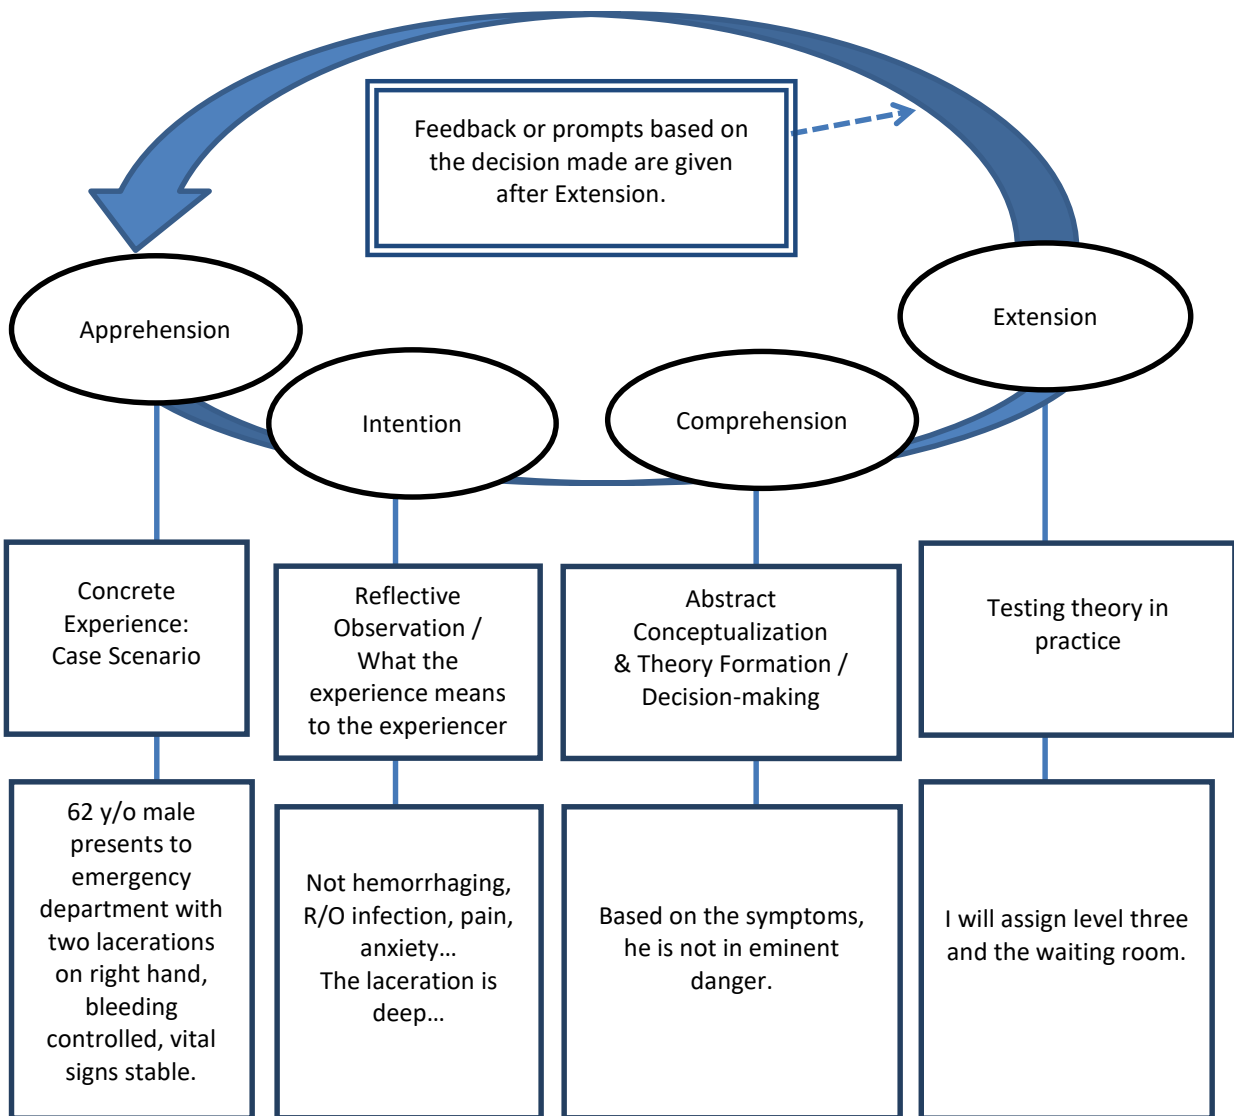 Feedback or prompts based on
the decision made are given
after Extension.
Apprehension
Intention
Comprehension
Extension
Concrete
Experience:
Case Scenario
Reflective
Observation /
What the
experience means
to the experiencer
Abstract
Conceptualization
& Theory Formation /
Decision-making
Testing theory in
practice
62 y/o male
presents to
emergency
department with
two lacerations
on right hand,
bleeding
controlled, vital
signs stable.
Not hemorrhaging,
R/O infection, pain,
anxiety…
The laceration is
deep…
Based on the symptoms,
he is not in eminent
danger.
I will assign level three
and the waiting room.